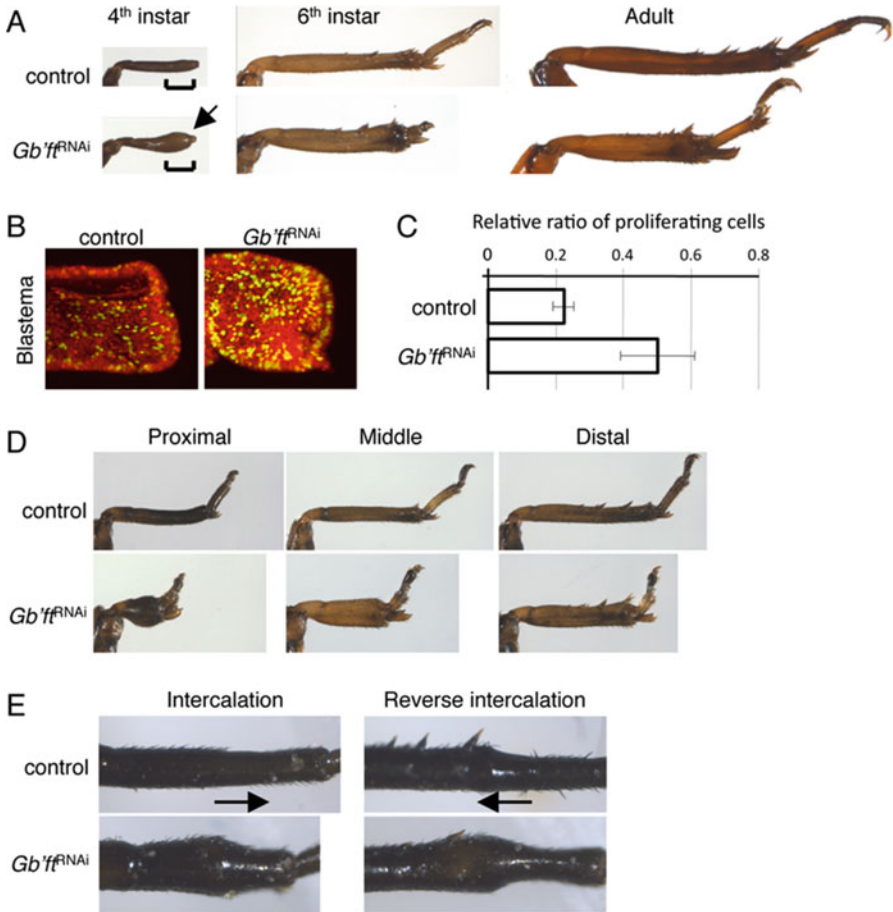 A
4th instar
6th instar
Adult
control
Gb'ftRNAi
B
control
Gb'ftRNAi
Blastema
C
Relative ratio of proliferating cells
0 0.2 0.4 0.6 0.8
control
Gb'ftRNAi
D
Proximal
Middle
Distal
control
Gb'ftRNAi
E
Intercalation
Reverse intercalation
control
Gb'ftRNAi